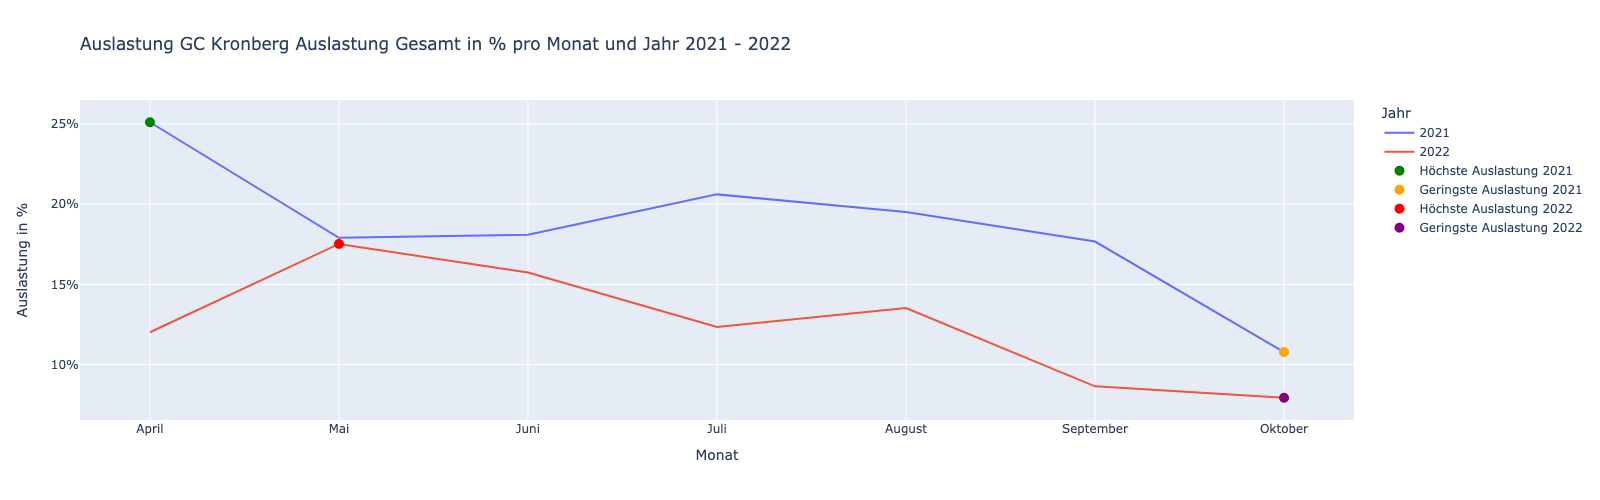 Auslastung GC Kronberg Auslastung Gesamt in % pro Monat und Jahr 2021 - 2022
Auslastung in %
25%
20%
15%
10%
April Mai Juni Juli August September Oktober
Monat
Jahr
2021
2022
Höchste Auslastung 2021
Geringste Auslastung 2021
Höchste Auslastung 2022
Geringste Auslastung 2022